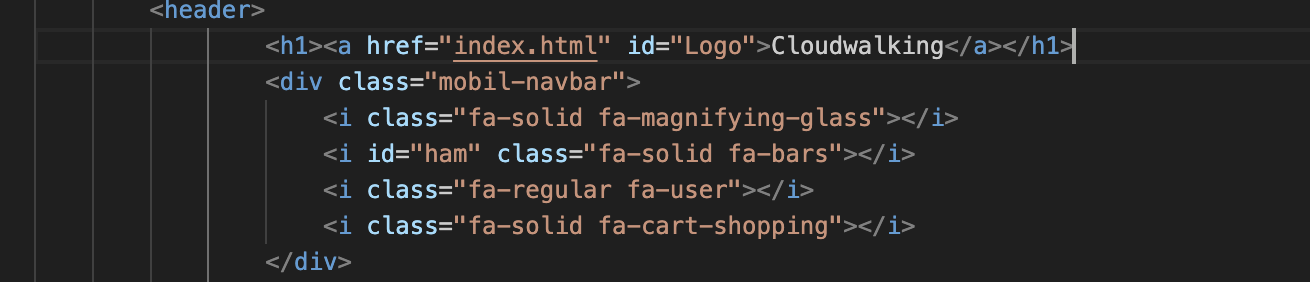 <header>
<h1><a href="index.html" id="Logo">Cloudwalking</a></h1>
<div class="mobil-navbar">
<i class="fa-solid fa-magnifying-glass"></i>
<i id="ham" class="fa-solid fa-bars"></i>
<i class="fa-regular fa-user"></i>
<i class="fa-solid fa-cart-shopping"></i>
</div>